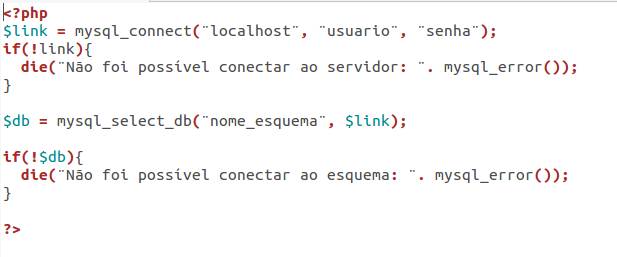 <?php
$link = mysql_connect(¨localhost¨, ¨usuario¨, ¨senha¨);
if(!link){
  die(¨Não foi possível conectar ao servidor: ¨. mysql_error());
}

$db = mysql_select_db(¨nome_esquema¨, $link);

if(!$db){
  die(¨Não foi possível conectar ao esquema: ¨. mysql_error());
}

?>